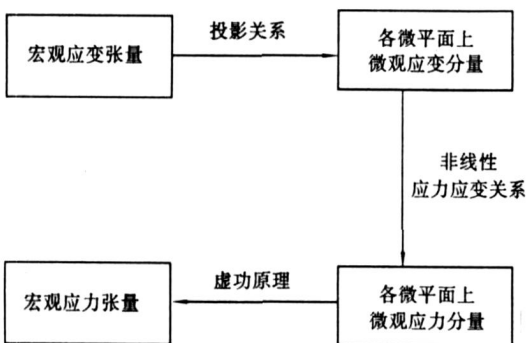 投影关系
宏观应变张量
各微平面上
微观应变分量
非线性
应力应变关系
虚功原理
宏观应力张量
各微平面上
微观应力分量